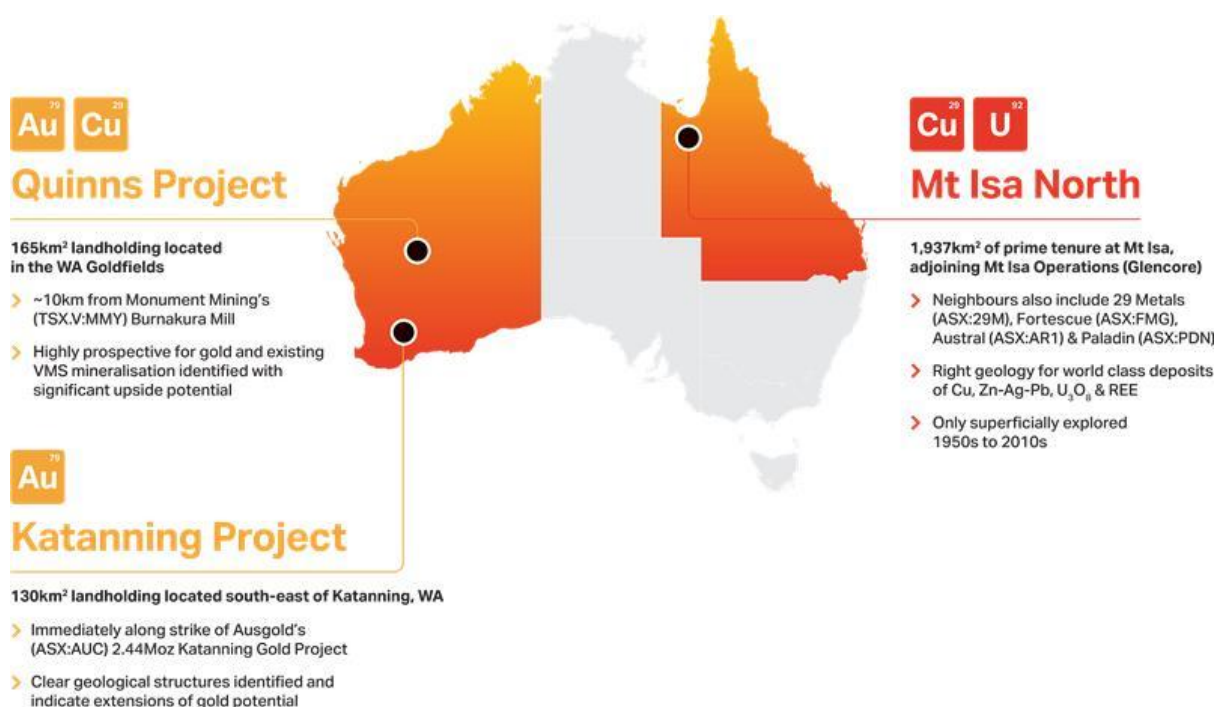 79
Au
29
Cu
Quinns Project
165km² landholding located
in the WA Goldfields
~10km from Monument Mining's
(TSX.V:MMY) Burnakura Mill
Highly prospective for gold and existing
VMS mineralisation identified with
significant upside potential
79
Au
Katanning Project
130km² landholding located south-east of Katanning, WA
Immediately along strike of Ausgold's
(ASX:AUC) 2.44Moz Katanning Gold Project
Clear geological structures identified and
indicate extensions of gold potential
29
Cu
92
U
Mt Isa North
1,937km² of prime tenure at Mt Isa,
adjoining Mt Isa Operations (Glencore)
Neighbours also include 29 Metals
(ASX:29M), Fortescue (ASX:FMG),
Austral (ASX:AR1) & Paladin (ASX:PDN)
Right geology for world class deposits
of Cu, Zn-Ag-Pb, U₃O₈ & REE
Only superficially explored
1950s to 2010s